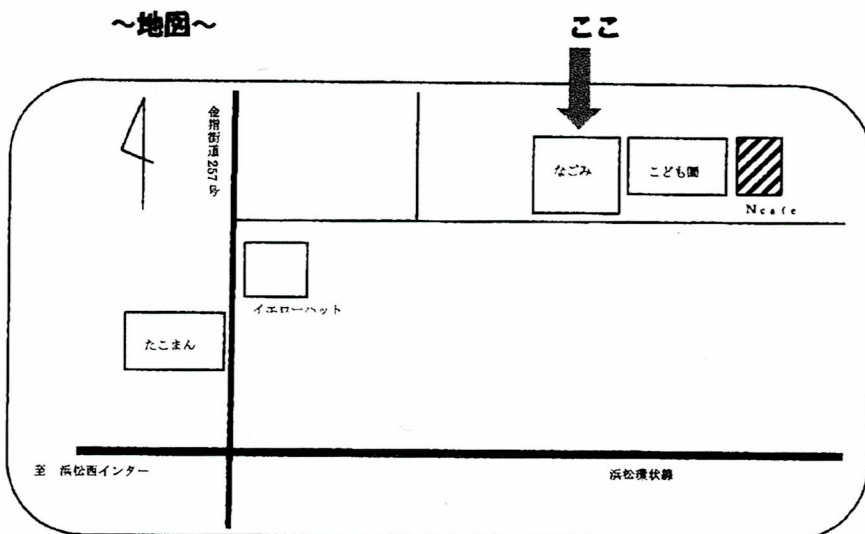 ～地図～
ここ
金指街道257号
なごみ
こども園
Ncafe
イエローハット
たこまん
至 浜松西インター
浜松環状線